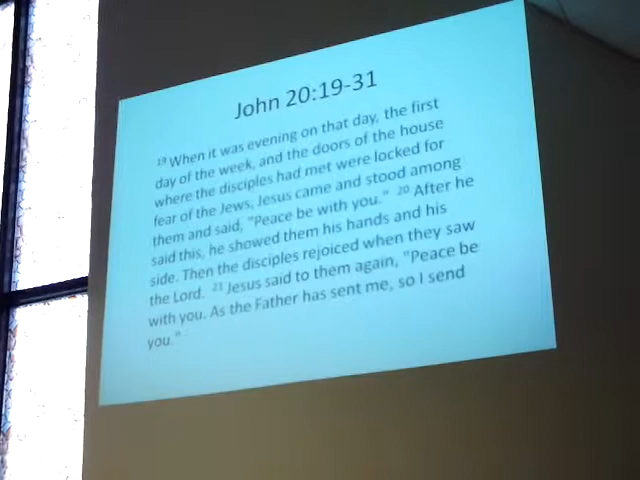 John 20:19-31
19 When it was evening on that day, the first
day of the week, and the doors of the house
where the disciples had met were locked for
fear of the Jews, Jesus came and stood among
them and said, "Peace be with you." 20 After he
said this, he showed them his hands and his
side. Then the disciples rejoiced when they saw
the Lord. 21 Jesus said to them again, "Peace be
with you. As the Father has sent me, so I send
you."